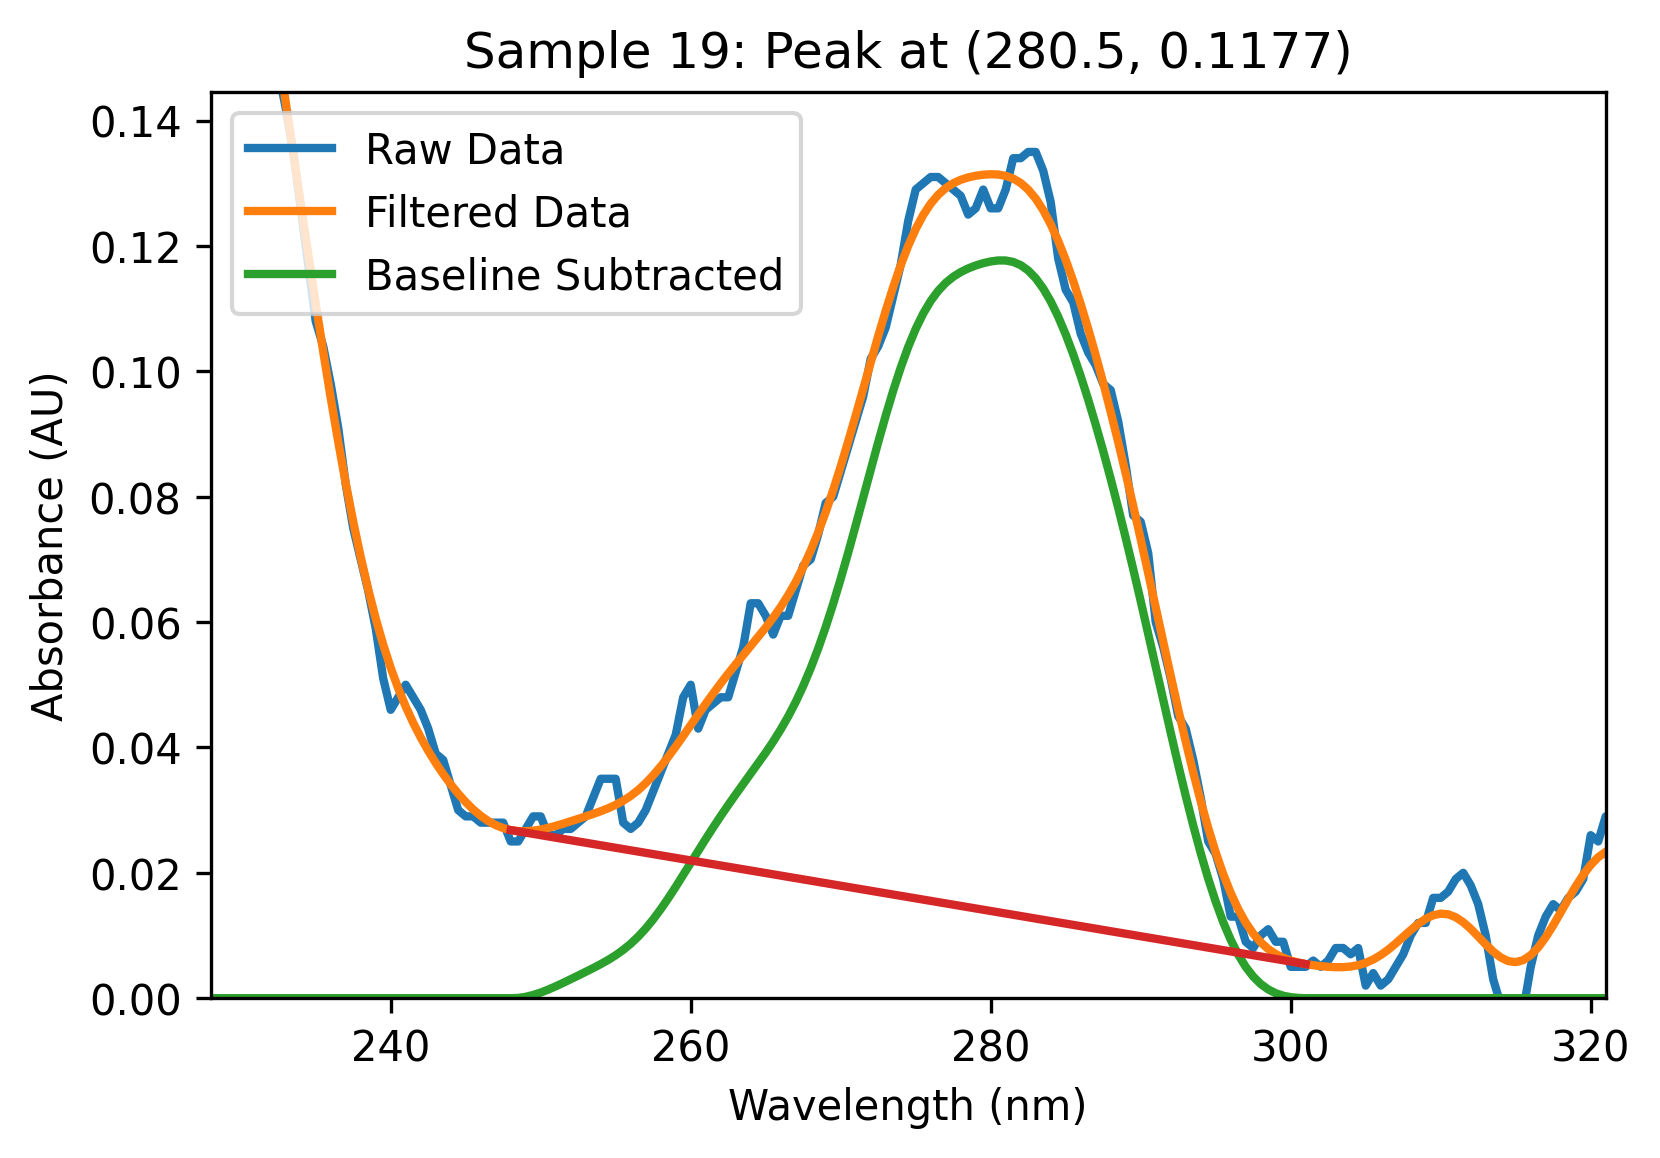 Sample 19: Peak at (280.5, 0.1177)
Raw Data
Filtered Data
Baseline Subtracted
Absorbance (AU)
0.14
0.12
0.10
0.08
0.06
0.04
0.02
0.00
240 260 280 300 320
Wavelength (nm)